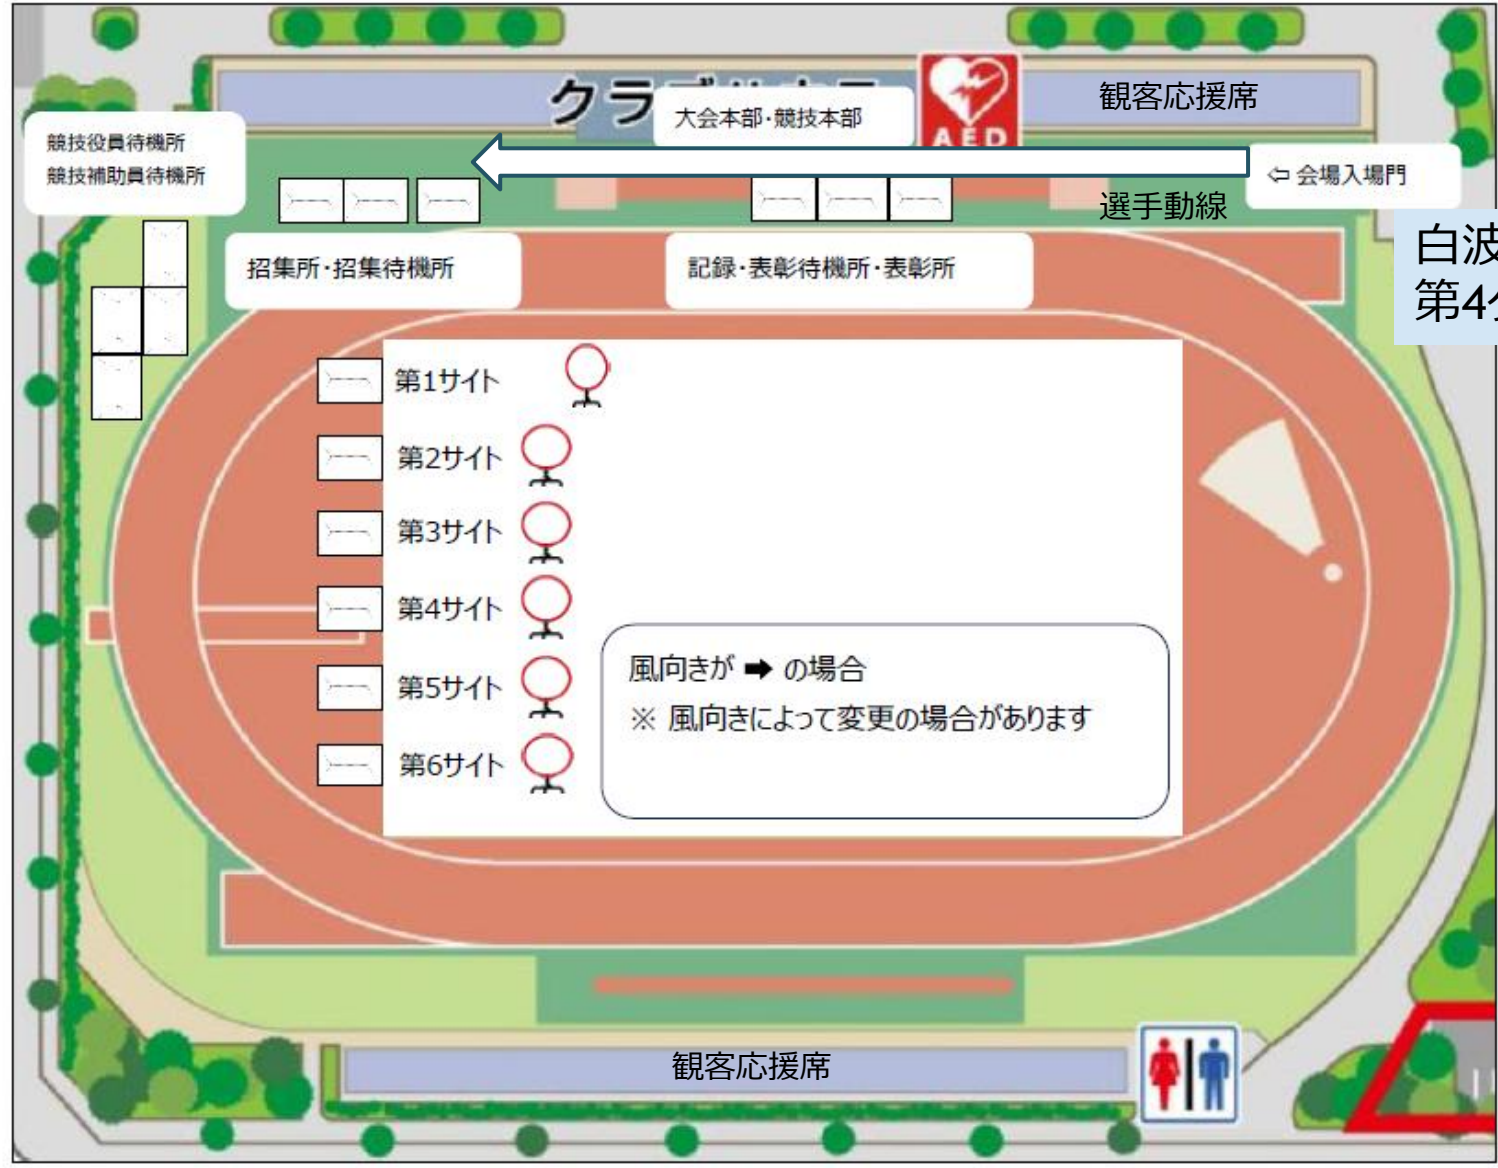 クラブ
観客応援席
大会本部・競技本部
AED
競技役員待機所
競技補助員待機所
⇦ 会場入場門
選手動線
白波
第4
招集所・招集待機所
記録・表彰待機所・表彰所
第1サイト
第2サイト
第3サイト
第4サイト
第5サイト
第6サイト
風向きが ➡ の場合
※ 風向きによって変更の場合があります
観客応援席